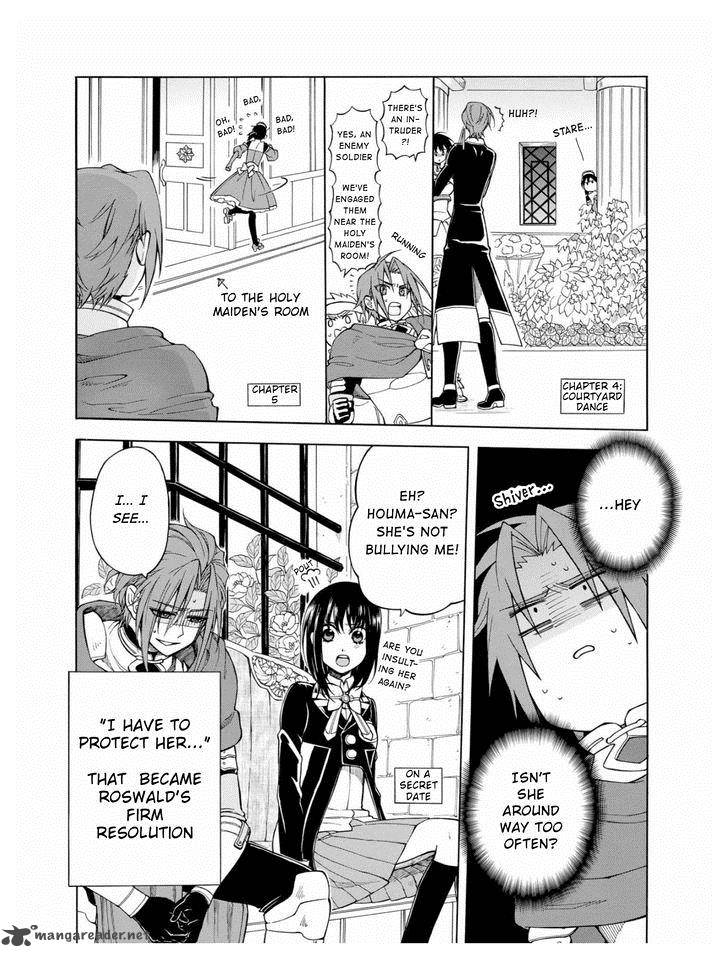 HUH?!
STARE...
CHAPTER 4:
COURTYARD
DANCE
THERE'S
AN IN-
TRUDER
?!
YES, AN
ENEMY
SOLDIER
WE'VE
ENGAGED
THEM
NEAR THE
HOLY
MAIDEN'S
ROOM!
RUNNING
BAD,
BAD,
BAD!
OH,
BAD!
TO THE HOLY
MAIDEN'S ROOM
CHAPTER
5
...HEY
Shiver...
ISN'T
SHE
AROUND
WAY TOO
OFTEN?
EH?
HOUMA-SAN?
SHE'S NOT
BULLYING ME!
POUT
!!!
ARE YOU
INSULT-
ING HER
AGAIN?
ON A
SECRET
DATE
I... I
SEE...
"I HAVE TO
PROTECT HER..."
THAT BECAME
ROSWALD'S
FIRM
RESOLUTION
mangareader.net